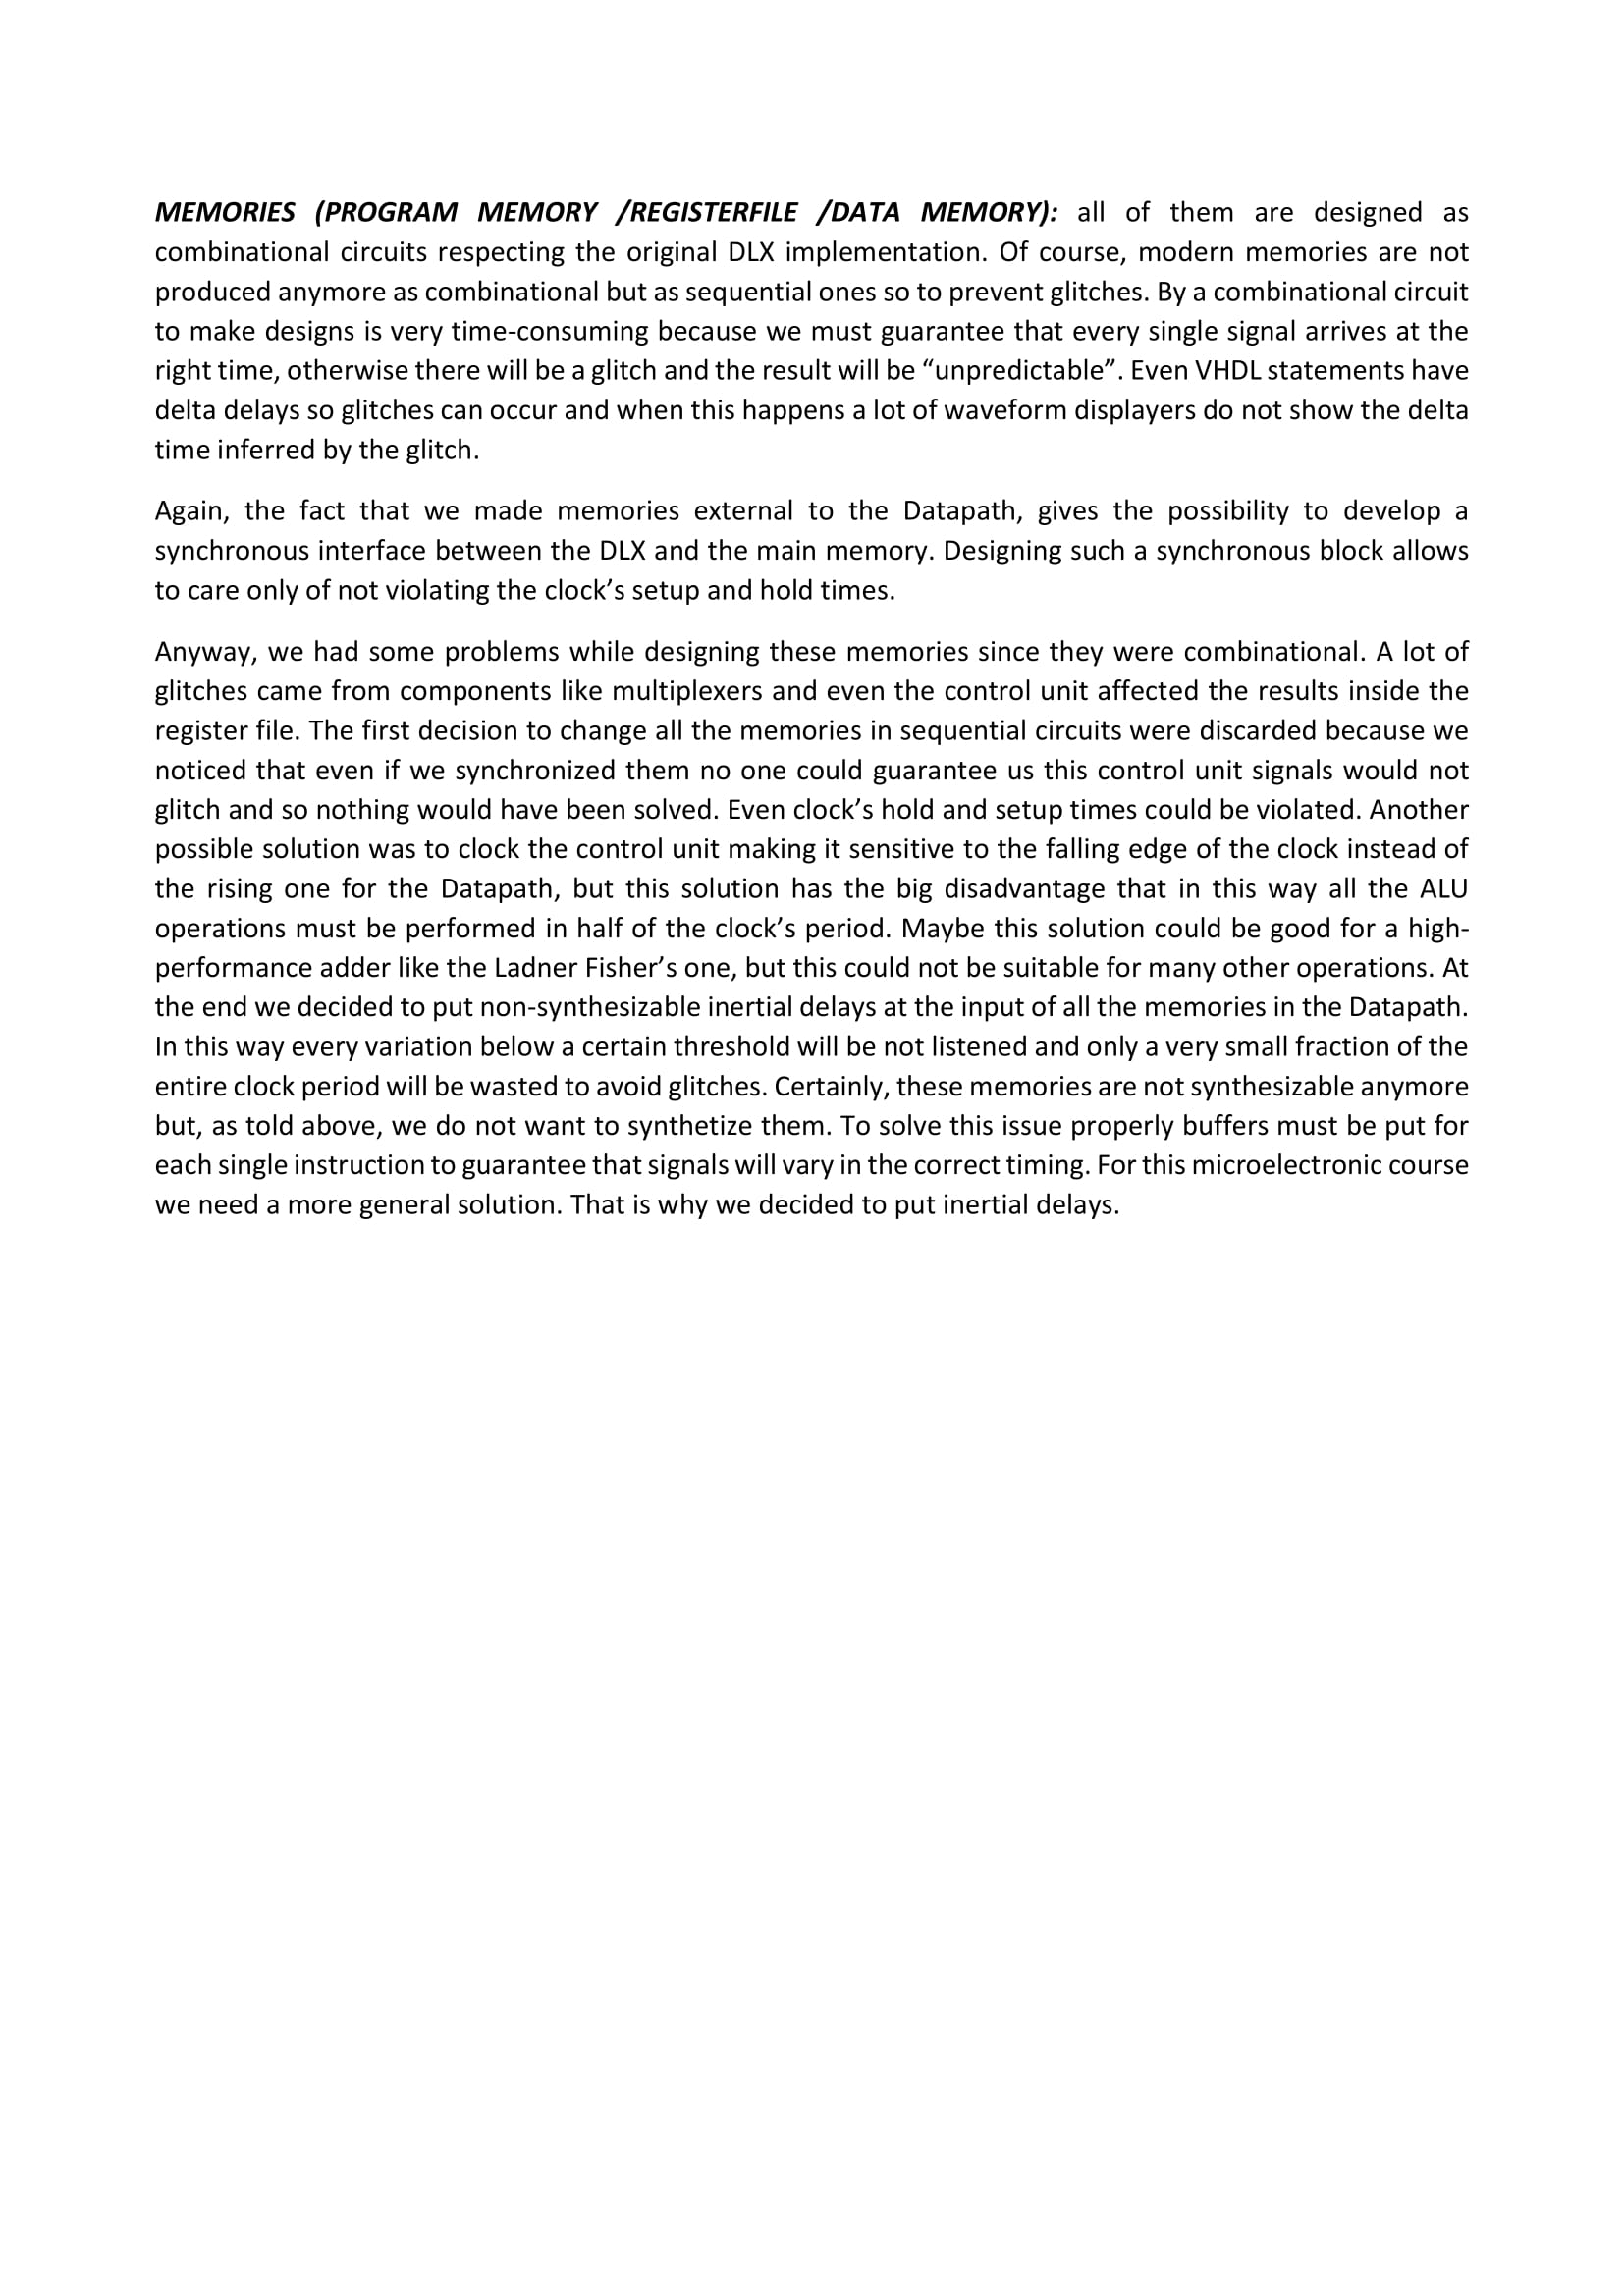 MEMORIES (PROGRAM MEMORY /REGISTERFILE /DATA MEMORY): all of them are designed as
combinational circuits respecting the original DLX implementation. Of course, modern memories are not
produced anymore as combinational but as sequential ones so to prevent glitches. By a combinational circuit
to make designs is very time-consuming because we must guarantee that every single signal arrives at the
right time, otherwise there will be a glitch and the result will be “unpredictable”. Even VHDL statements have
delta delays so glitches can occur and when this happens a lot of waveform displayers do not show the delta
time inferred by the glitch.
Again, the fact that we made memories external to the Datapath, gives the possibility to develop a
synchronous interface between the DLX and the main memory. Designing such a synchronous block allows
to care only of not violating the clock’s setup and hold times.
Anyway, we had some problems while designing these memories since they were combinational. A lot of
glitches came from components like multiplexers and even the control unit affected the results inside the
register file. The first decision to change all the memories in sequential circuits were discarded because we
noticed that even if we synchronized them no one could guarantee us this control unit signals would not
glitch and so nothing would have been solved. Even clock’s hold and setup times could be violated. Another
possible solution was to clock the control unit making it sensitive to the falling edge of the clock instead of
the rising one for the Datapath, but this solution has the big disadvantage that in this way all the ALU
operations must be performed in half of the clock’s period. Maybe this solution could be good for a high-
performance adder like the Ladner Fisher’s one, but this could not be suitable for many other operations. At
the end we decided to put non-synthesizable inertial delays at the input of all the memories in the Datapath.
In this way every variation below a certain threshold will be not listened and only a very small fraction of the
entire clock period will be wasted to avoid glitches. Certainly, these memories are not synthesizable anymore
but, as told above, we do not want to synthetize them. To solve this issue properly buffers must be put for
each single instruction to guarantee that signals will vary in the correct timing. For this microelectronic course
we need a more general solution. That is why we decided to put inertial delays.